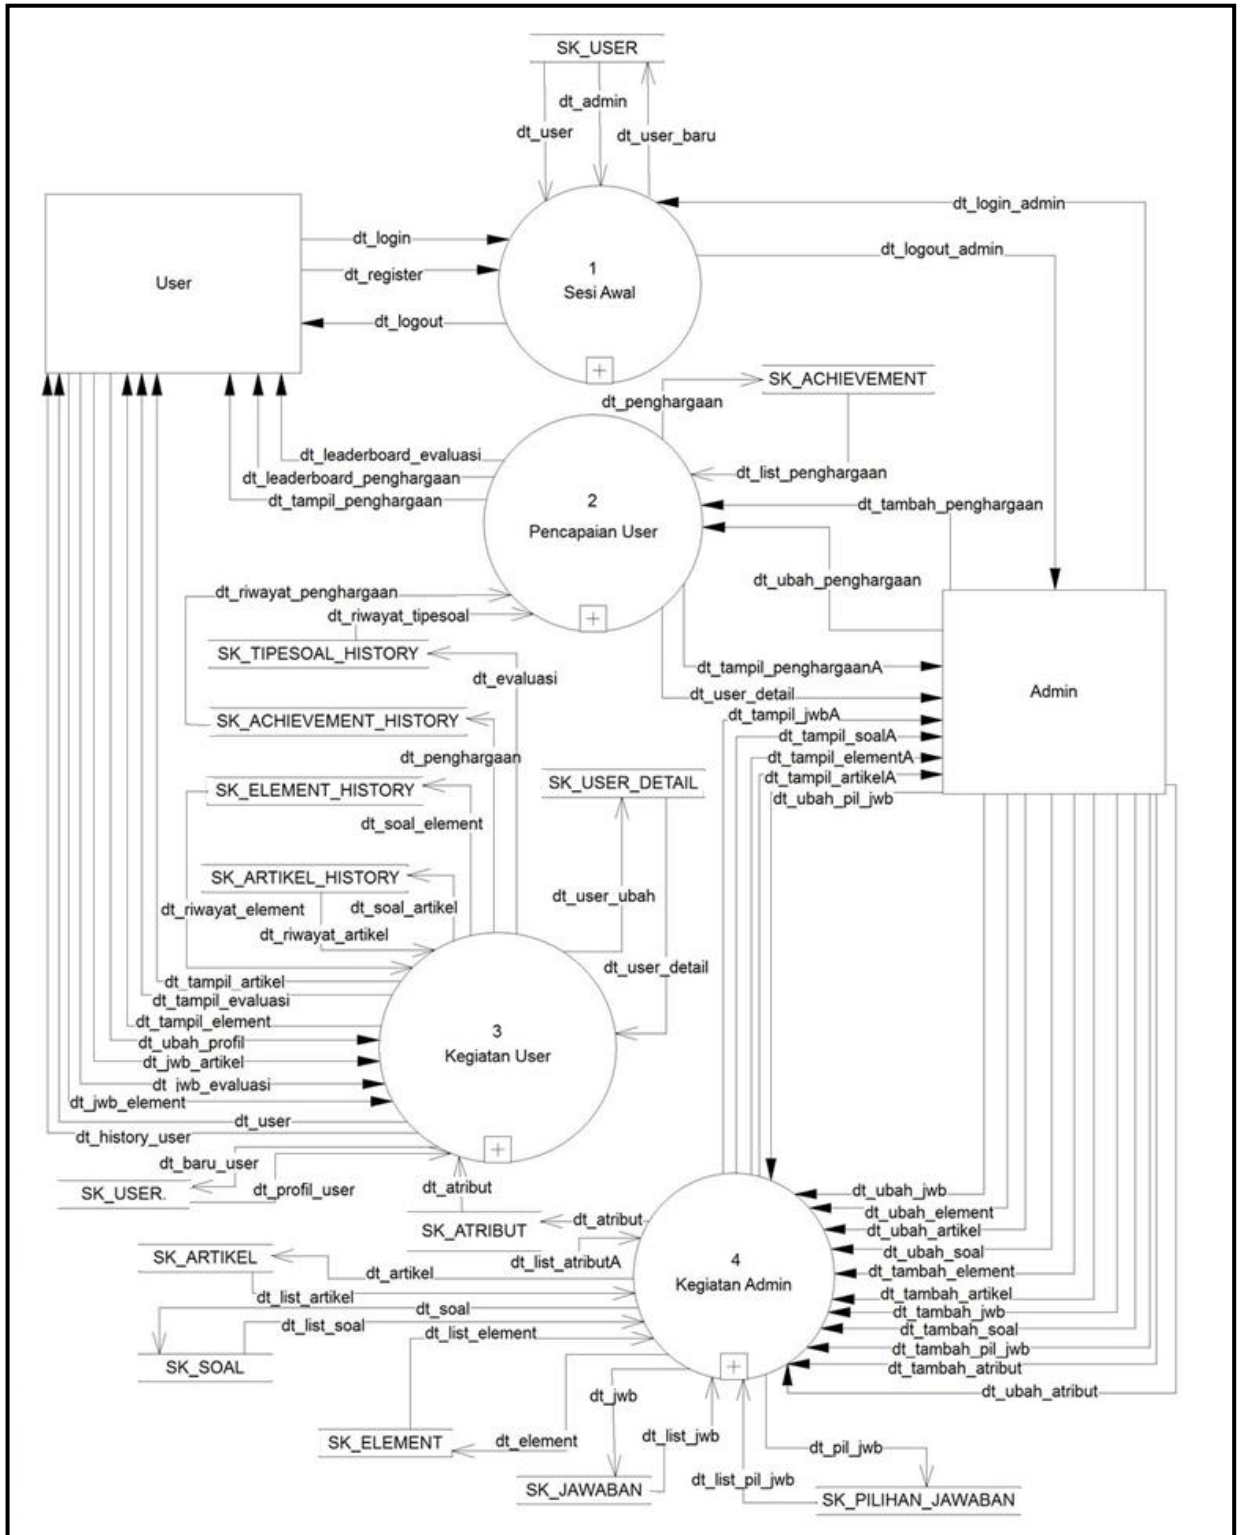 SK_USER
dt_admin
dt_user
dt_user_baru
dt_login_admin
dt_login
dt_logout_admin
dt_register
1
User
Sesi Awal
dt_logout
SK_ACHIEVEMENT
dt_penghargaan
dt_leaderboard_evaluasi
dt_list_penghargaan
dt_leaderboard_penghargaan
dt_tampil_penghargaan
2
dt_tambah_penghargaan
Pencapaian User
dt_ubah_penghargaan
dt_riwayat_penghargaan
dt_riwayat_tipesoal
SK_TIPESOAL_HISTORY
dt_tampil_penghargaanA
dt_evaluasi
dt_user_detail
Admin
dt_tampil_jwbA
SK_ACHIEVEMENT_HISTORY
dt_tampil_soalA
dt_penghargaan
dt_tampil_elementA
dt_tampil_artikelA
SK_USER_DETAIL
SK_ELEMENT_HISTORY
dt_ubah_pil_jwb
dt_soal_element
SK_ARTIKEL_HISTORY
dt_user_ubah
dt_riwayat_element
dt_soal_artikel
dt_riwayat_artikel
dt_user_detail
dt_tampil_artikel
dt_tampil_evaluasi
dt_tampil_element
3
dt_ubah_profil
Kegiatan User
dt_jwb_artikel
dt_jwb_evaluasi
dt_jwb_element
dt_user
dt_history_user
dt_baru_user
dt_profil_user
SK_USER.
dt_atribut
dt_ubah_jwb
dt_ubah_element
dt_atribut
SK_ATRIBUT
dt_ubah_artikel
dt_ubah_soal
SK_ARTIKEL
dt_list_atributA
4
dt_artikel
dt_tambah_element
Kegiatan Admin
dt_list_artikel
dt_tambah_artikel
dt_soal
dt_tambah_jwb
dt_list_soal
dt_tambah_soal
dt_list_element
dt_tambah_pil_jwb
SK_SOAL
dt_tambah_atribut
dt_ubah_atribut
dt_jwb
dt_list_jwb
SK_ELEMENT
dt_element
dt_pil_jwb
dt_list_pil_jwb
SK_JAWABAN
SK_PILIHAN_JAWABAN